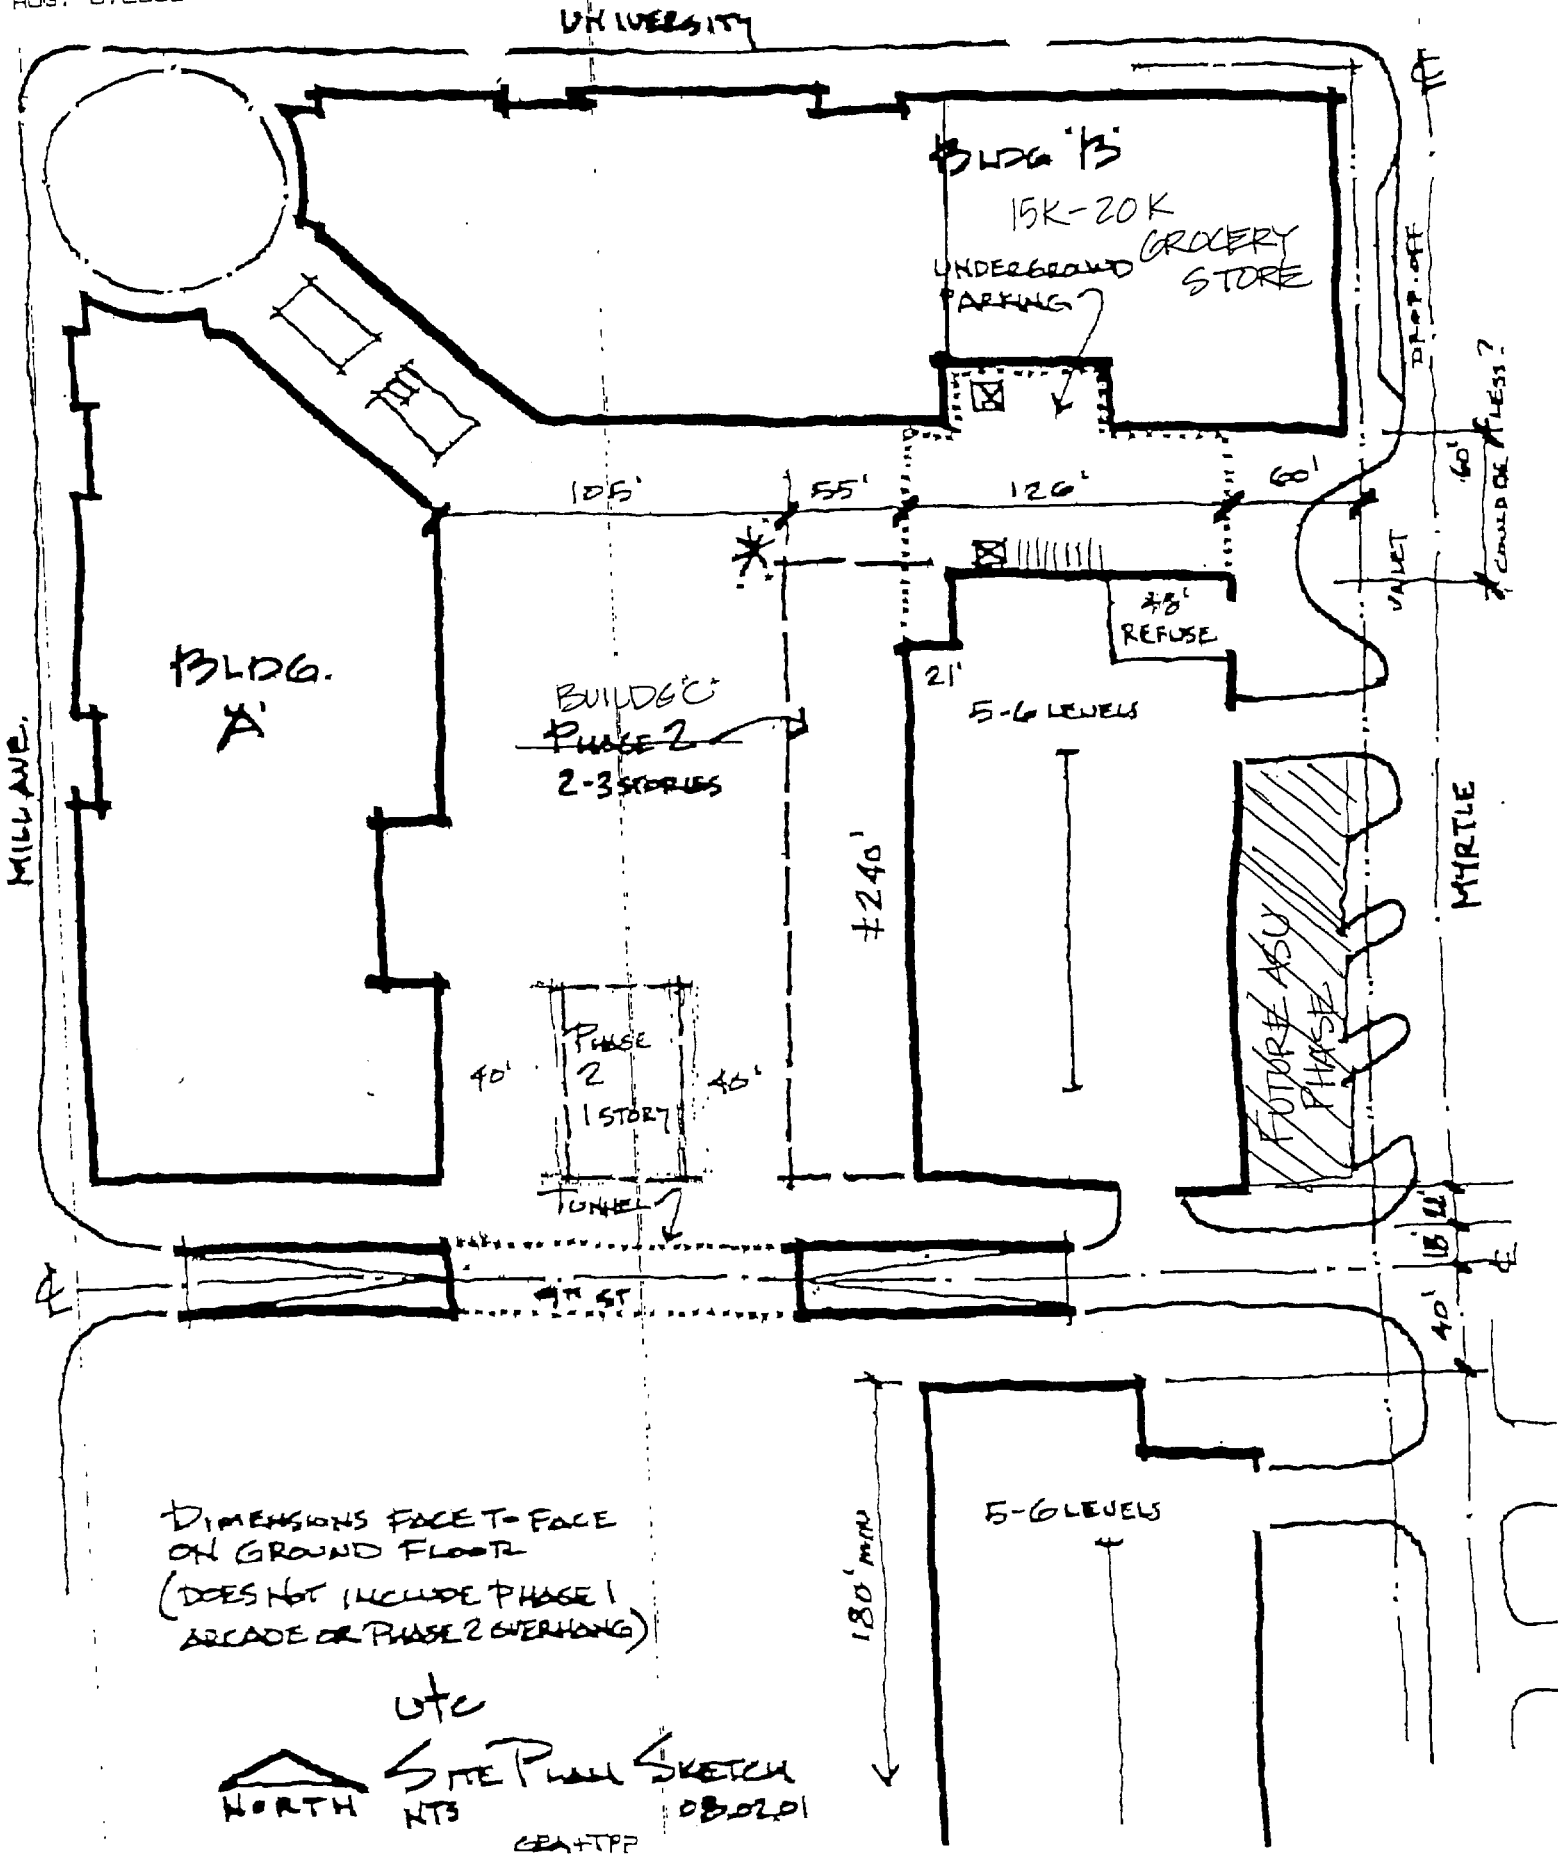 UNIVERSITY
BLDG 'B'
15K-20K
GROCERY
STORE
UNDERGROUND
PARKING
DROP-OFF
60'
COULD BE LESS?
105'
55'
126'
60'
VALET
48'
REFUSE
21'
BLDG.
'A'
BUILDG 'C'
PHASE 2
2-3 STORIES
5-6 LEVELS
MILL AVE.
MYRTLE
±240'
FUTURE ASU
PHASE
PHASE
2
1 STORY
40'
40'
TUNNEL
11'
18'
40'
7TH ST
5-6 LEVELS
180' MIN
DIMENSIONS FACE T- FACE
ON GROUND FLOOR
(DOES NOT INCLUDE PHASE 1
ARCADE OR PHASE 2 OVERHANG)
utc
SITE PLAN SKETCH
NORTH
NTS
08.02.01